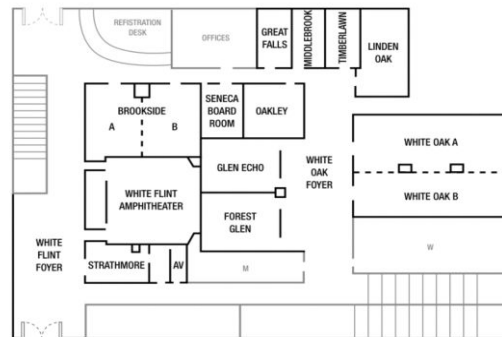 REFISTRATION
DESK
OFFICES
GREAT
FALLS
MIDDLEBROOK
TIMBERLAWN
LINDEN
OAK
BROOKSIDE
A
B
SENECA
BOARD
ROOM
OAKLEY
WHITE OAK A
GLEN ECHO
WHITE
OAK
FOYER
WHITE FLINT
AMPHITHEATER
WHITE OAK B
FOREST
GLEN
WHITE
FLINT
FOYER
STRATHMORE
AV
M
W